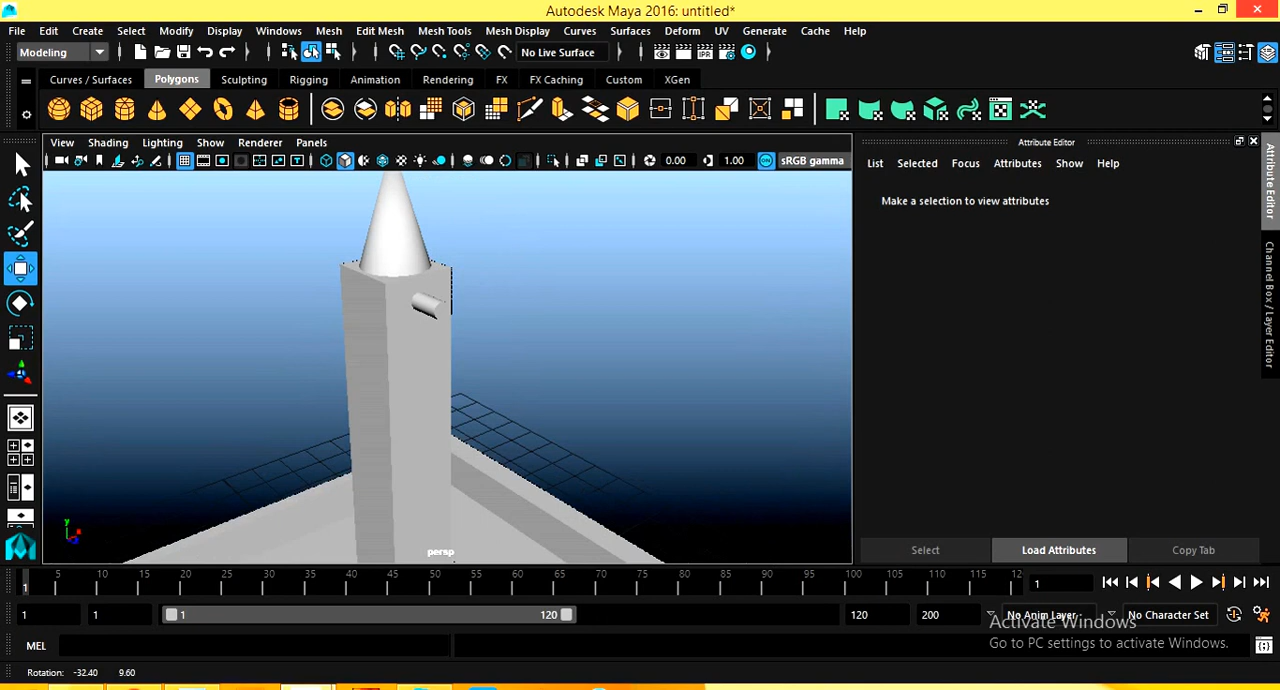 Autodesk Maya 2016: untitled*
File Edit Create Select Modify Display Windows Mesh Edit Mesh Mesh Tools Mesh Display Curves Surfaces Deform UV Generate Cache Help
Modeling No Live Surface
Curves / Surfaces Polygons Sculpting Rigging Animation Rendering FX FX Caching Custom XGen
View Shading Lighting Show Renderer Panels
0.00 1.00 ON sRGB gamma
Attribute Editor
List Selected Focus Attributes Show Help
Make a selection to view attributes
Attribute Editor
Channel Box / Layer Editor
y
persp
Select Load Attributes Copy Tab
1 5 10 15 20 25 30 35 40 45 50 55 60 65 70 75 80 85 90 95 100 105 110 115 12 1
1 1 1 120 120 200 No Anim Layer No Character Set
Activate Windows
Go to PC settings to activate Windows.
MEL
Rotation: -32.40 9.60